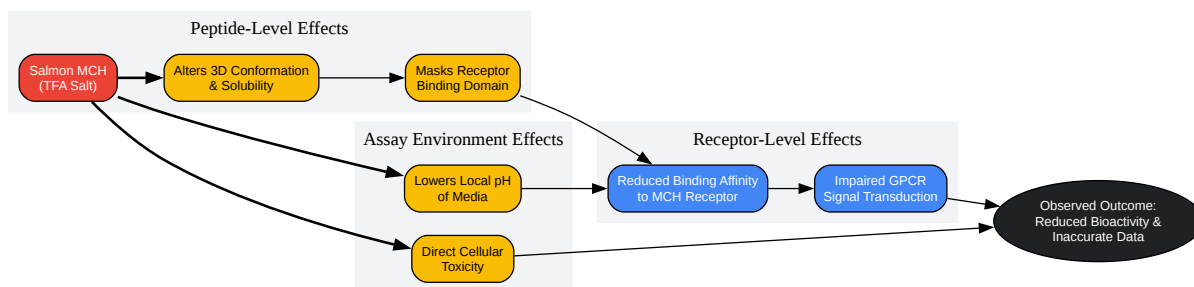 Peptide-Level Effects
Salmon MCH
(TFA Salt)
Alters 3D Conformation
& Solubility
Masks Receptor
Binding Domain
Assay Environment Effects
Lowers Local pH
of Media
Direct Cellular
Toxicity
Receptor-Level Effects
Reduced Binding Affinity
to MCH Receptor
Impaired GPCR
Signal Transduction
Observed Outcome:
Reduced Bioactivity &
Inaccurate Data